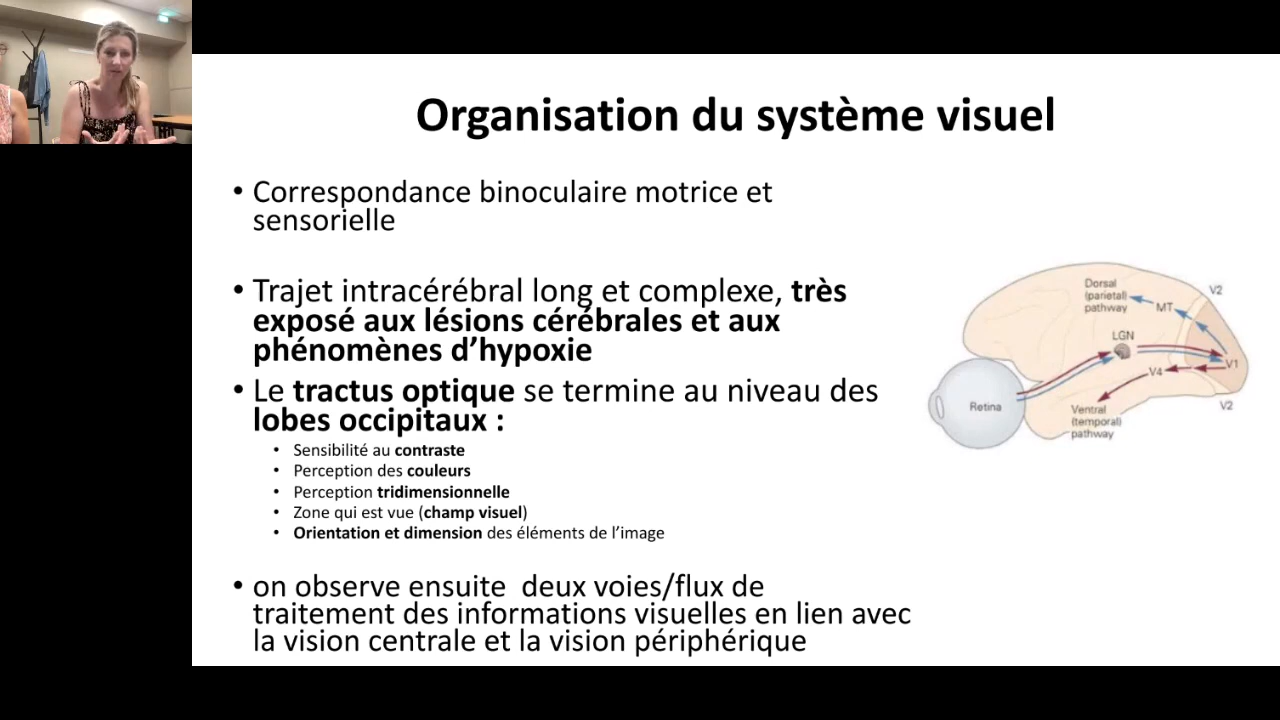 Organisation du système visuel
• Correspondance binoculaire motrice et
sensorielle
• Trajet intracérébral long et complexe, très
exposé aux lésions cérébrales et aux
phénomènes d’hypoxie
• Le tractus optique se termine au niveau des
lobes occipitaux :
• Sensibilité au contraste
• Perception des couleurs
• Perception tridimensionnelle
• Zone qui est vue (champ visuel)
• Orientation et dimension des éléments de l’image
• on observe ensuite  deux voies/flux de
traitement des informations visuelles en lien avec
la vision centrale et la vision périphérique
Dorsal
(parietal)
pathway
MT
V2
LGN
V1
V4
Retina
V2
Ventral
(temporal)
pathway